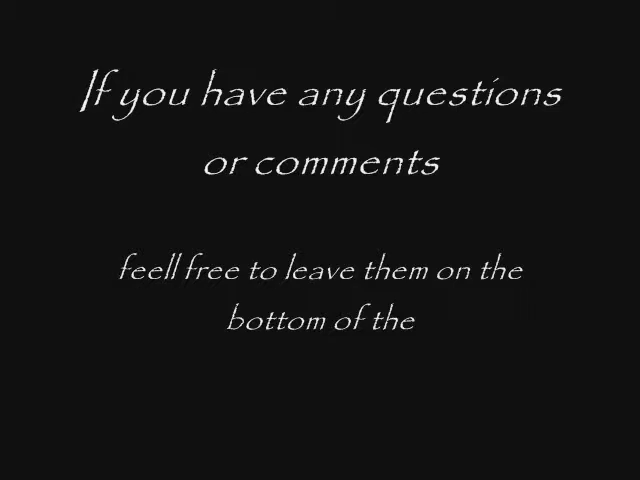 If you have any questions
or comments
feell free to leave them on the
bottom of the